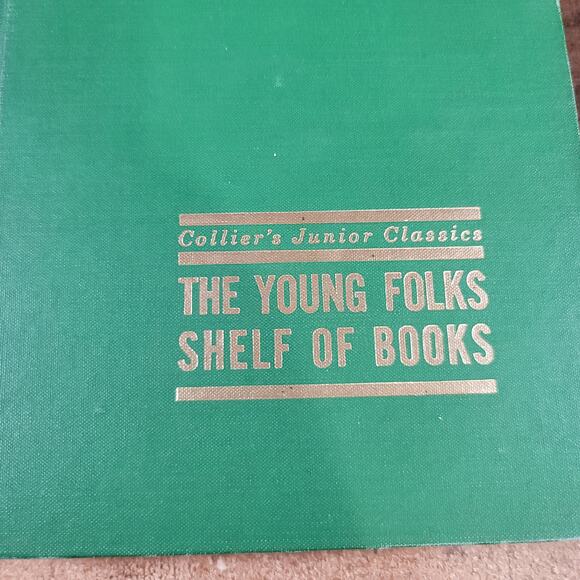 Collier's Junior Classics
THE YOUNG FOLKS
SHELF OF BOOKS